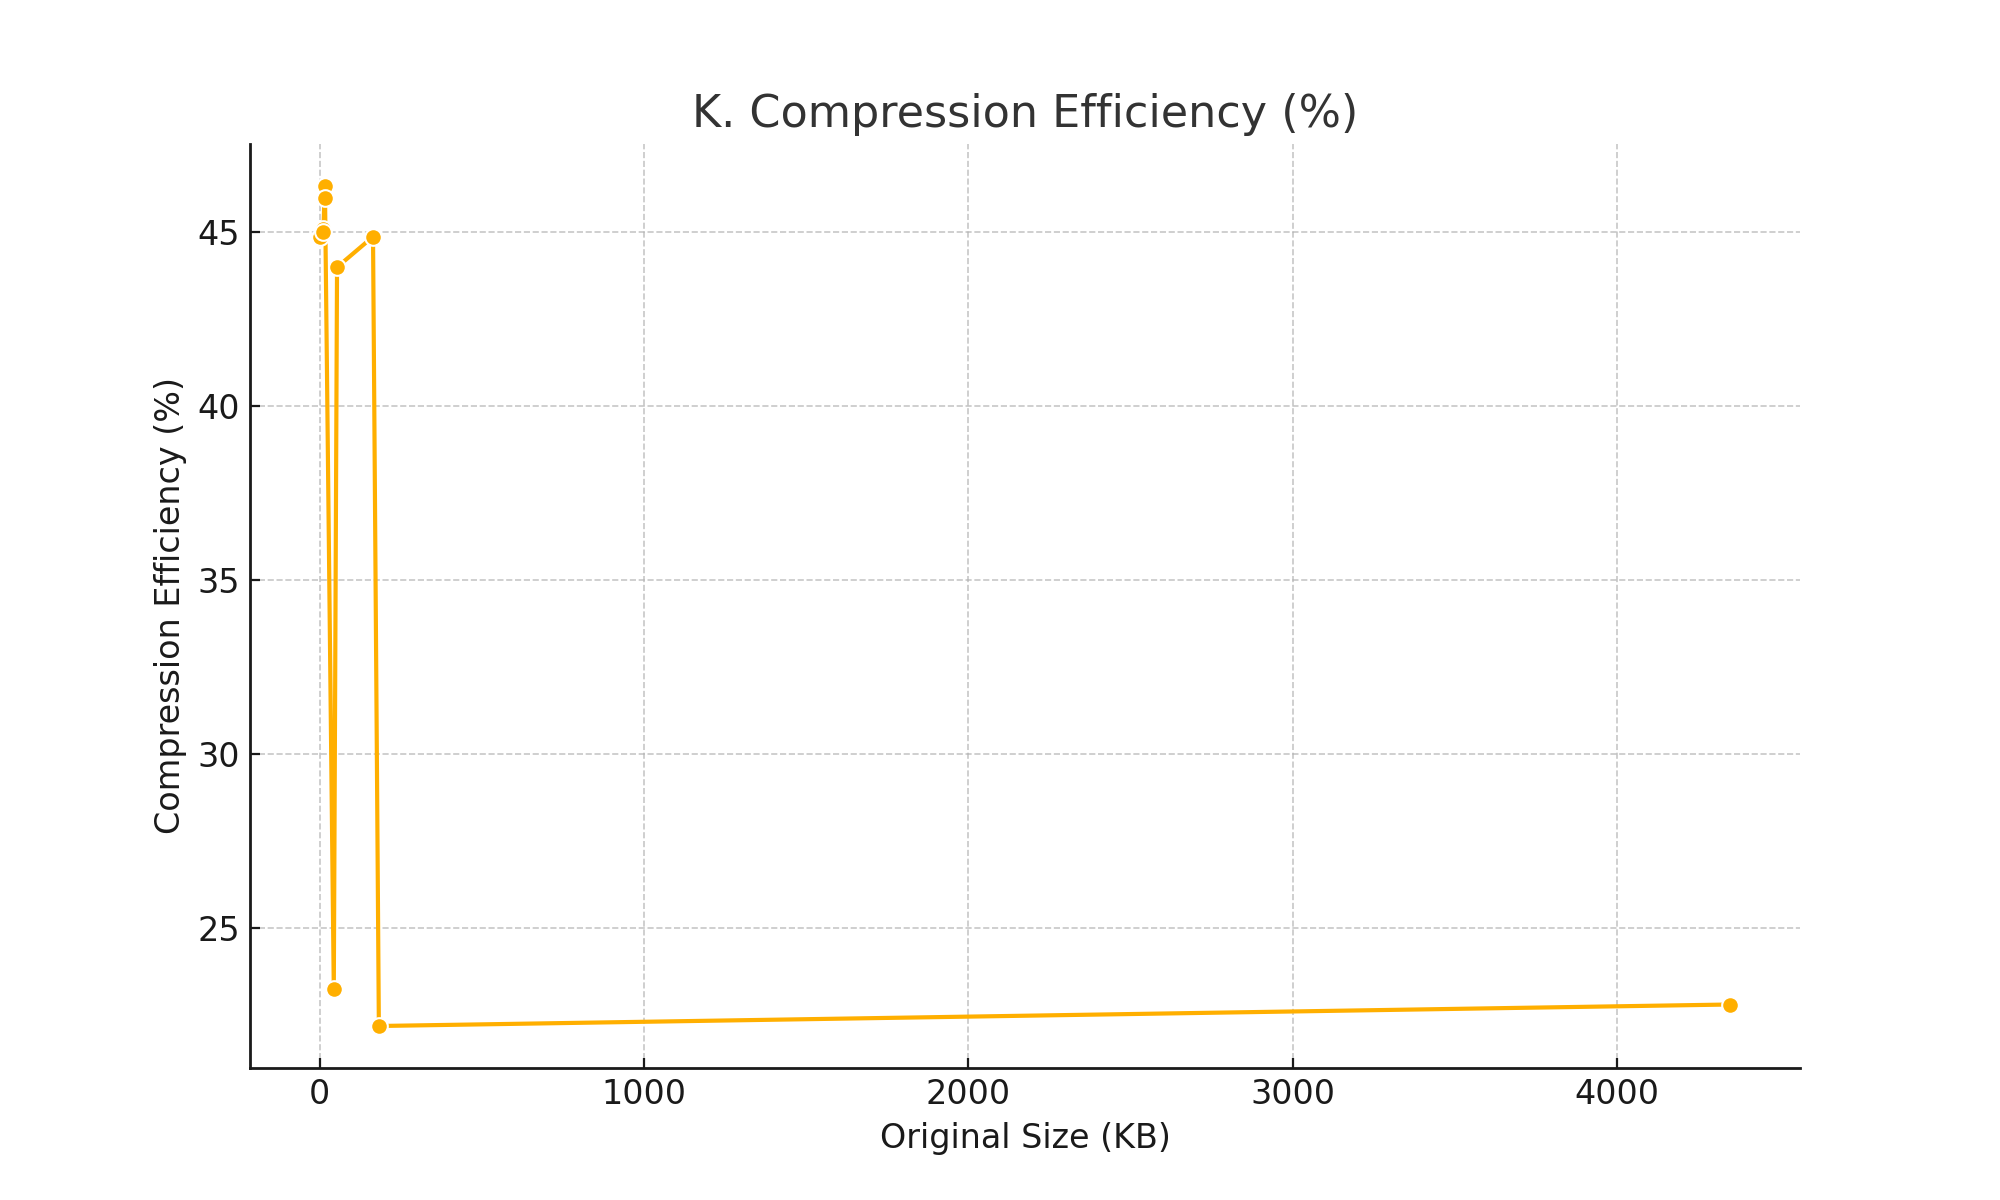 K. Compression Efficiency (%)
Compression Efficiency (%)
45
40
35
30
25
0 1000 2000 3000 4000
Original Size (KB)